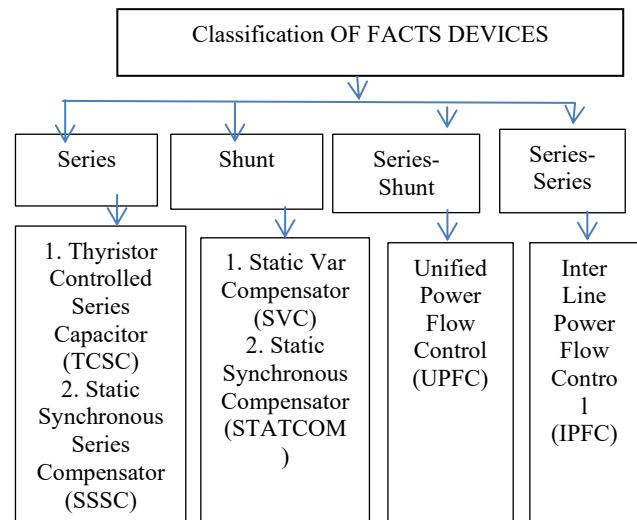 Classification OF FACTS DEVICES
Series
Shunt
Series-
Shunt
Series-
Series
1. Thyristor
Controlled
Series
Capacitor
(TCSC)
2. Static
Synchronous
Series
Compensator
(SSSC)
1. Static Var
Compensator
(SVC)
2. Static
Synchronous
Compensator
(STATCOM
)
Unified
Power
Flow
Control
(UPFC)
Inter
Line
Power
Flow
Contro
l
(IPFC)